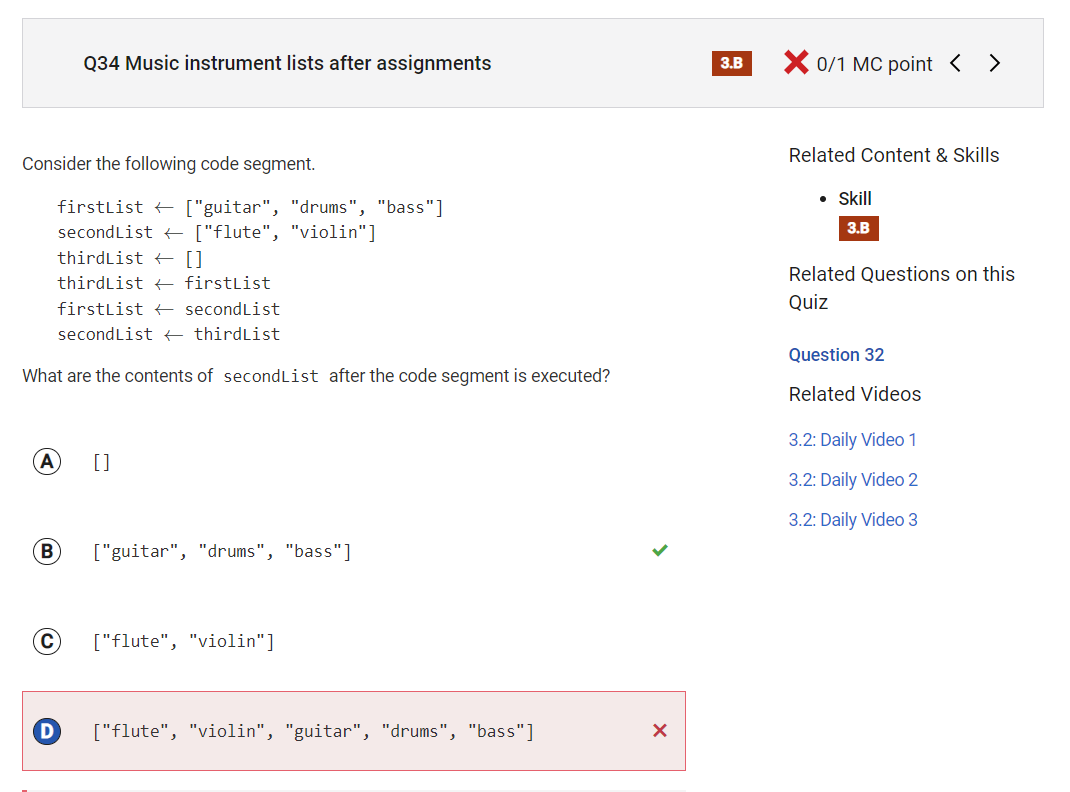 Q34 Music instrument lists after assignments
3.B
0/1 MC point
Consider the following code segment.
firstList ← ["guitar", "drums", "bass"]
secondList ← ["flute", "violin"]
thirdList ← []
thirdList ← firstList
firstList ← secondList
secondList ← thirdList
What are the contents of secondList after the code segment is executed?
A []
B ["guitar", "drums", "bass"]
C ["flute", "violin"]
D ["flute", "violin", "guitar", "drums", "bass"]
Related Content & Skills
• Skill
3.B
Related Questions on this
Quiz
Question 32
Related Videos
3.2: Daily Video 1
3.2: Daily Video 2
3.2: Daily Video 3